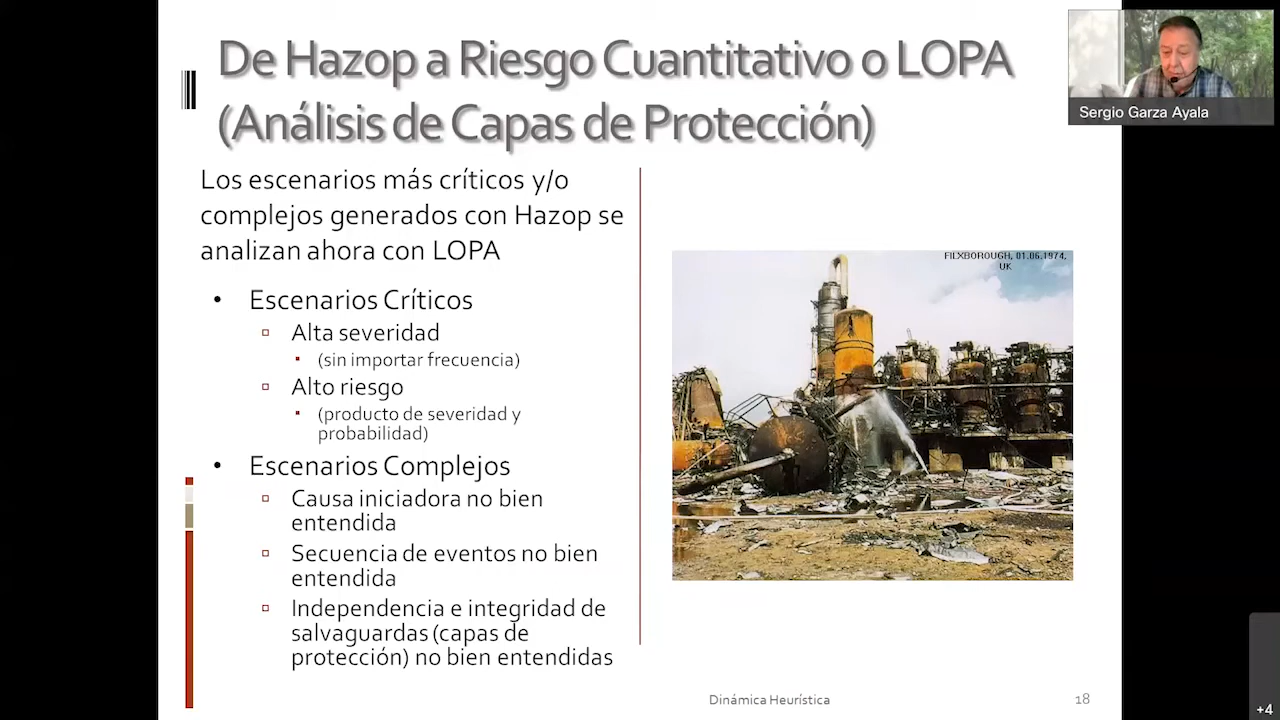 De Hazop a Riesgo Cuantitativo o LOPA
(Análisis de Capas de Protección)
Sergio Garza Ayala
Los escenarios más críticos y/o
complejos generados con Hazop se
analizan ahora con LOPA
• Escenarios Críticos
Alta severidad
(sin importar frecuencia)
Alto riesgo
(producto de severidad y
probabilidad)
• Escenarios Complejos
Causa iniciadora no bien
entendida
Secuencia de eventos no bien
entendida
Independencia e integridad de
salvaguardas (capas de
protección) no bien entendidas
FILXBOROUGH, 01.06.1974,
UK
Dinámica Heurística
18
+4